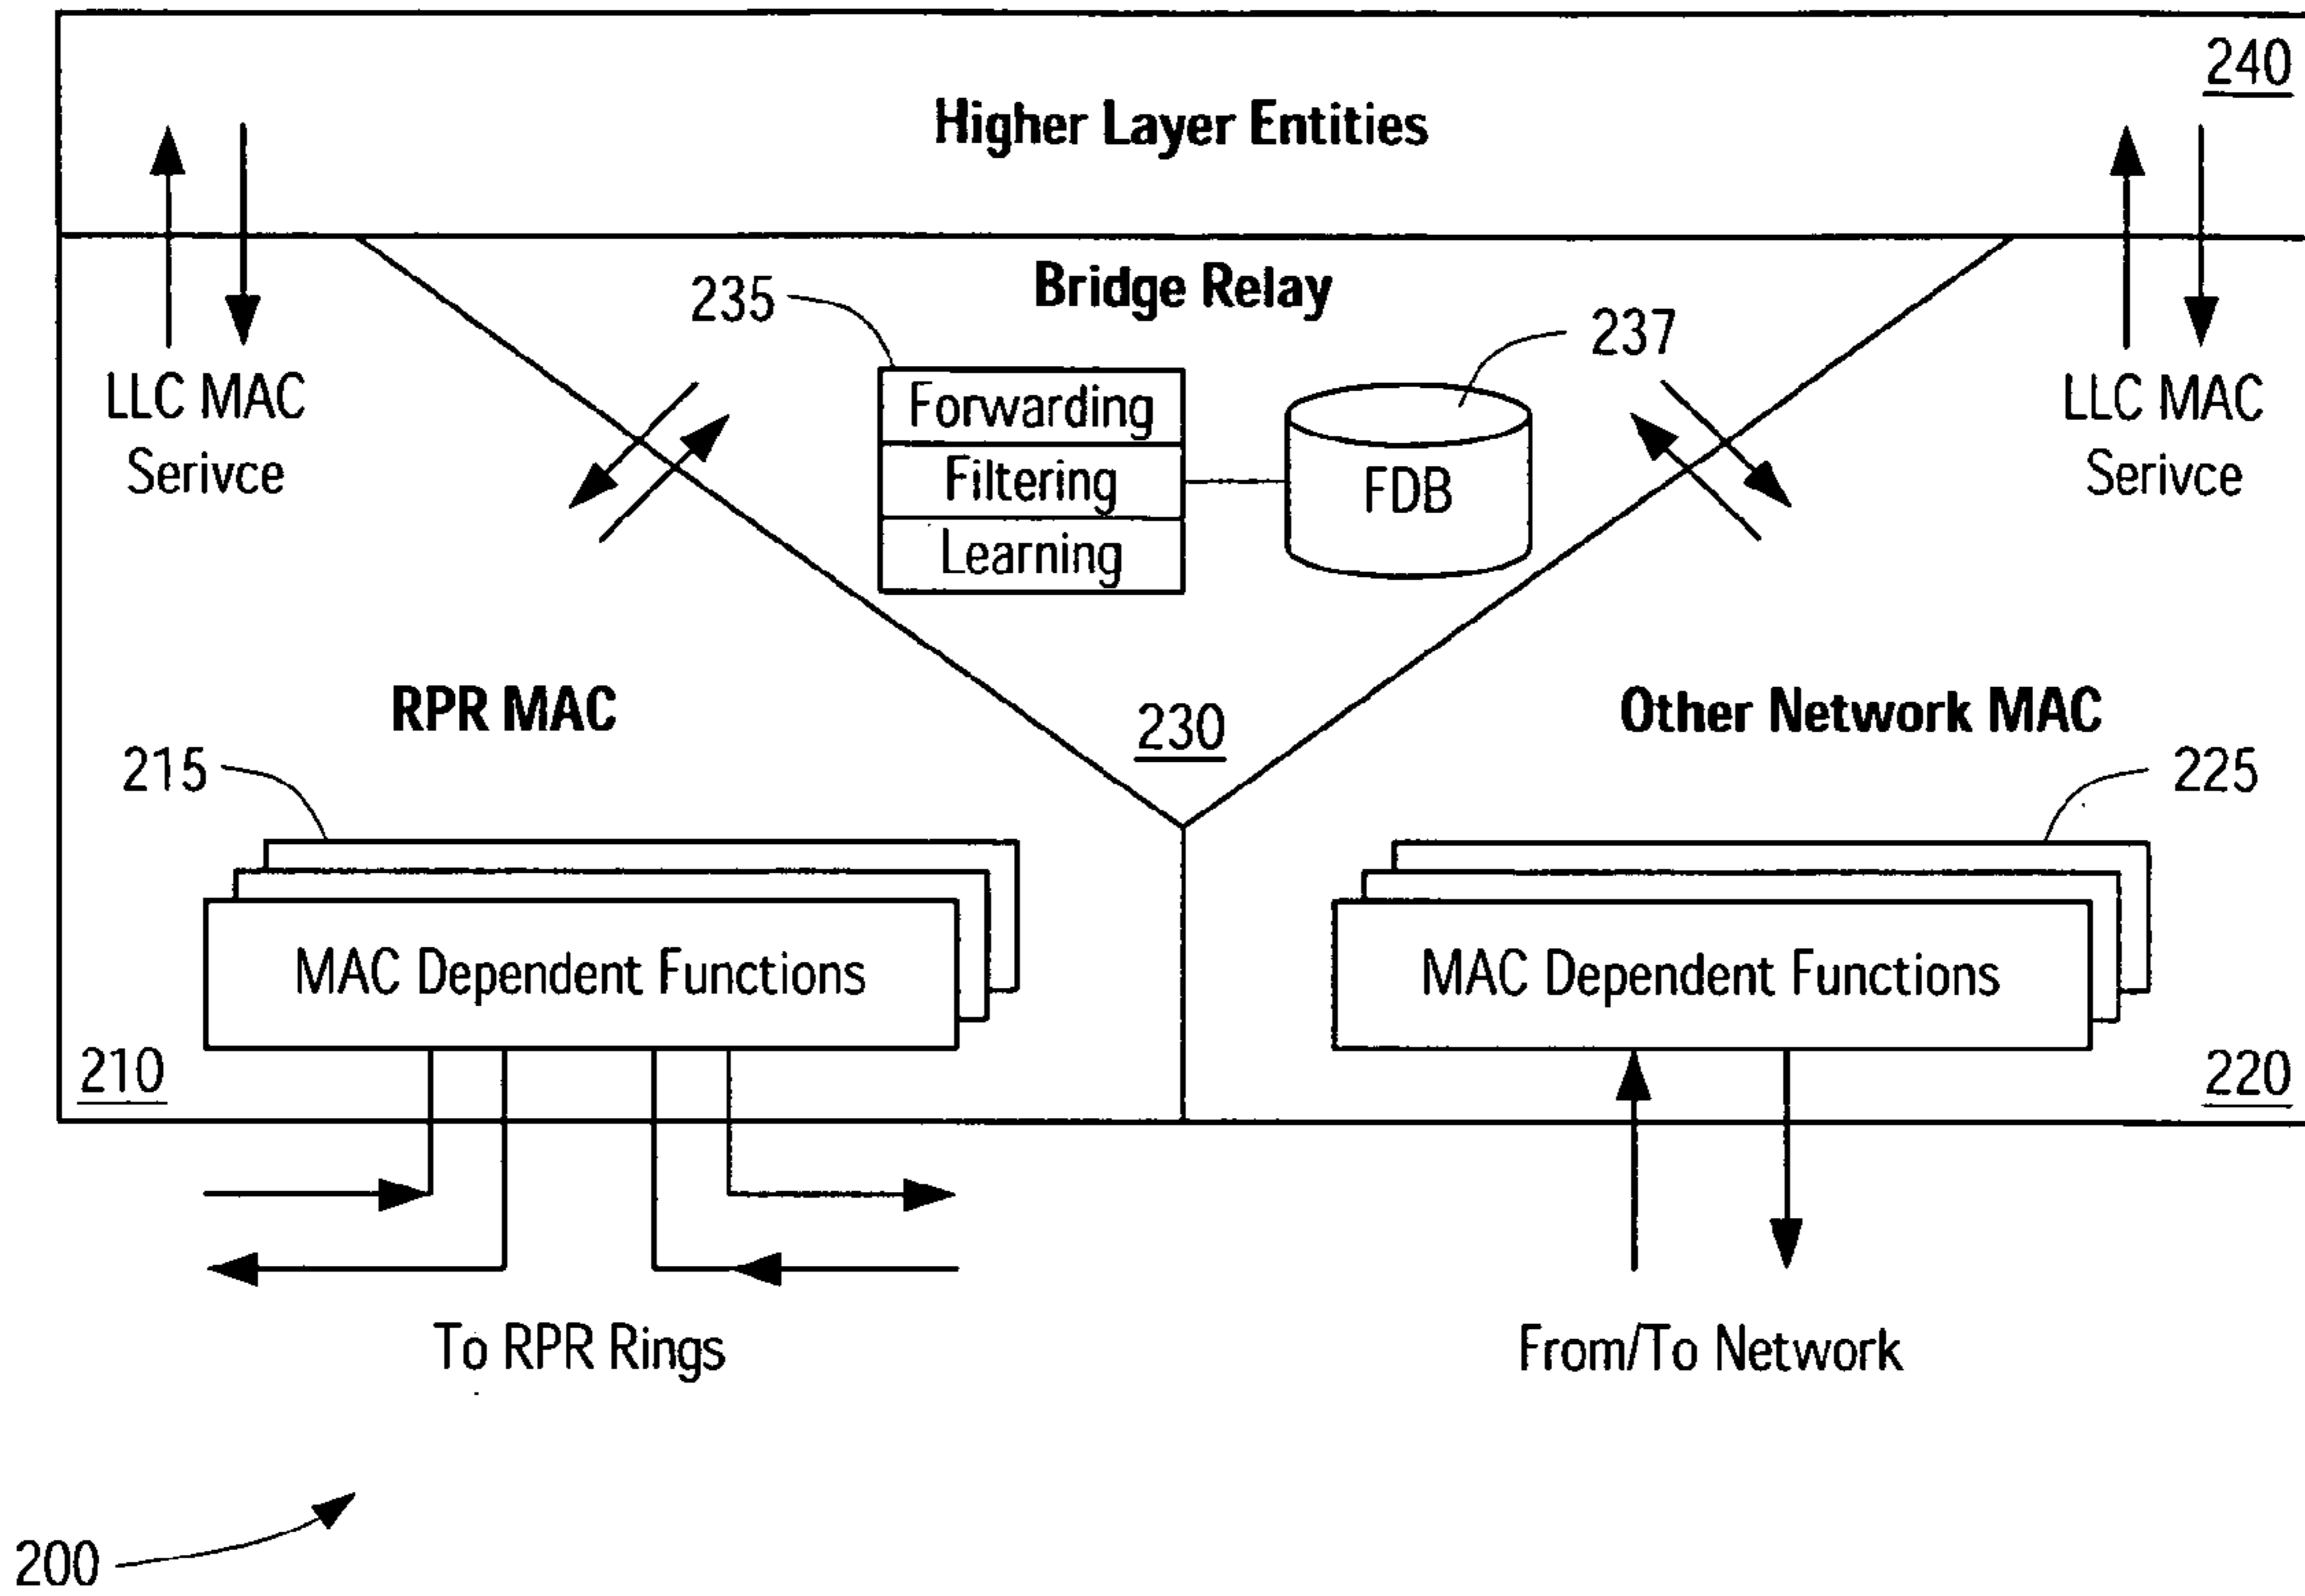 240
Higher Layer Entities
Bridge Relay
235
237
LLC MAC
Serivce
Forwarding
Filtering
Learning
FDB
LLC MAC
Serivce
RPR MAC
230
Other Network MAC
215
225
MAC Dependent Functions
MAC Dependent Functions
210
220
To RPR Rings
From/To Network
200